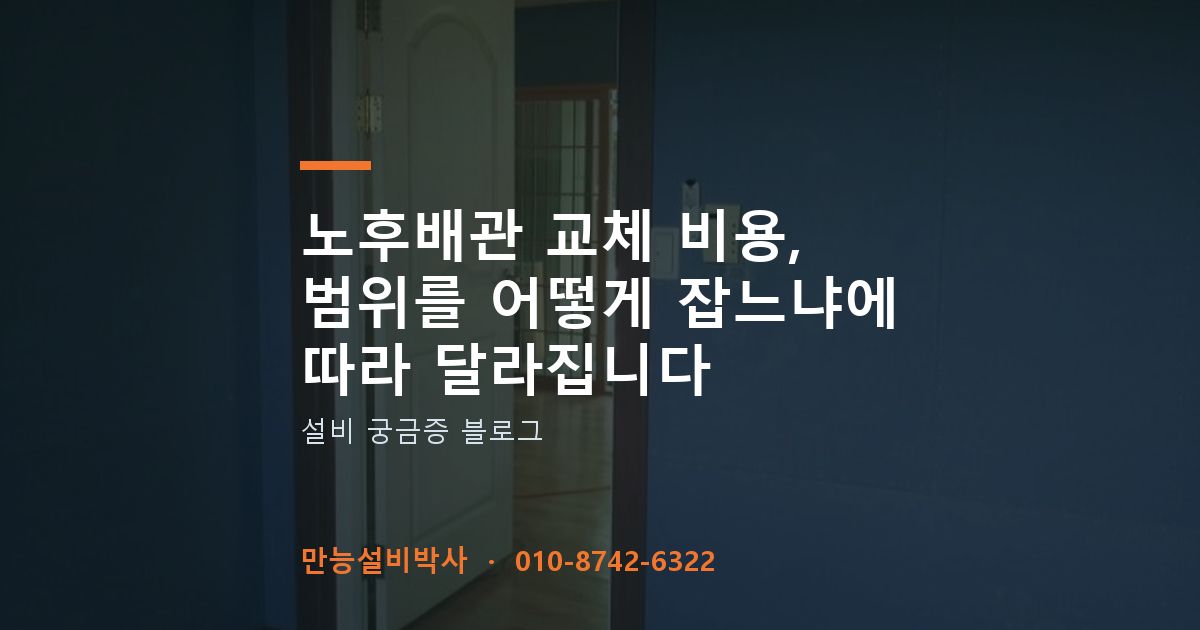 노후배관 교체 비용,
범위를 어떻게 잡느냐에
따라 달라집니다
설비 궁금증 블로그
만능설비박사 · 010-8742-6322